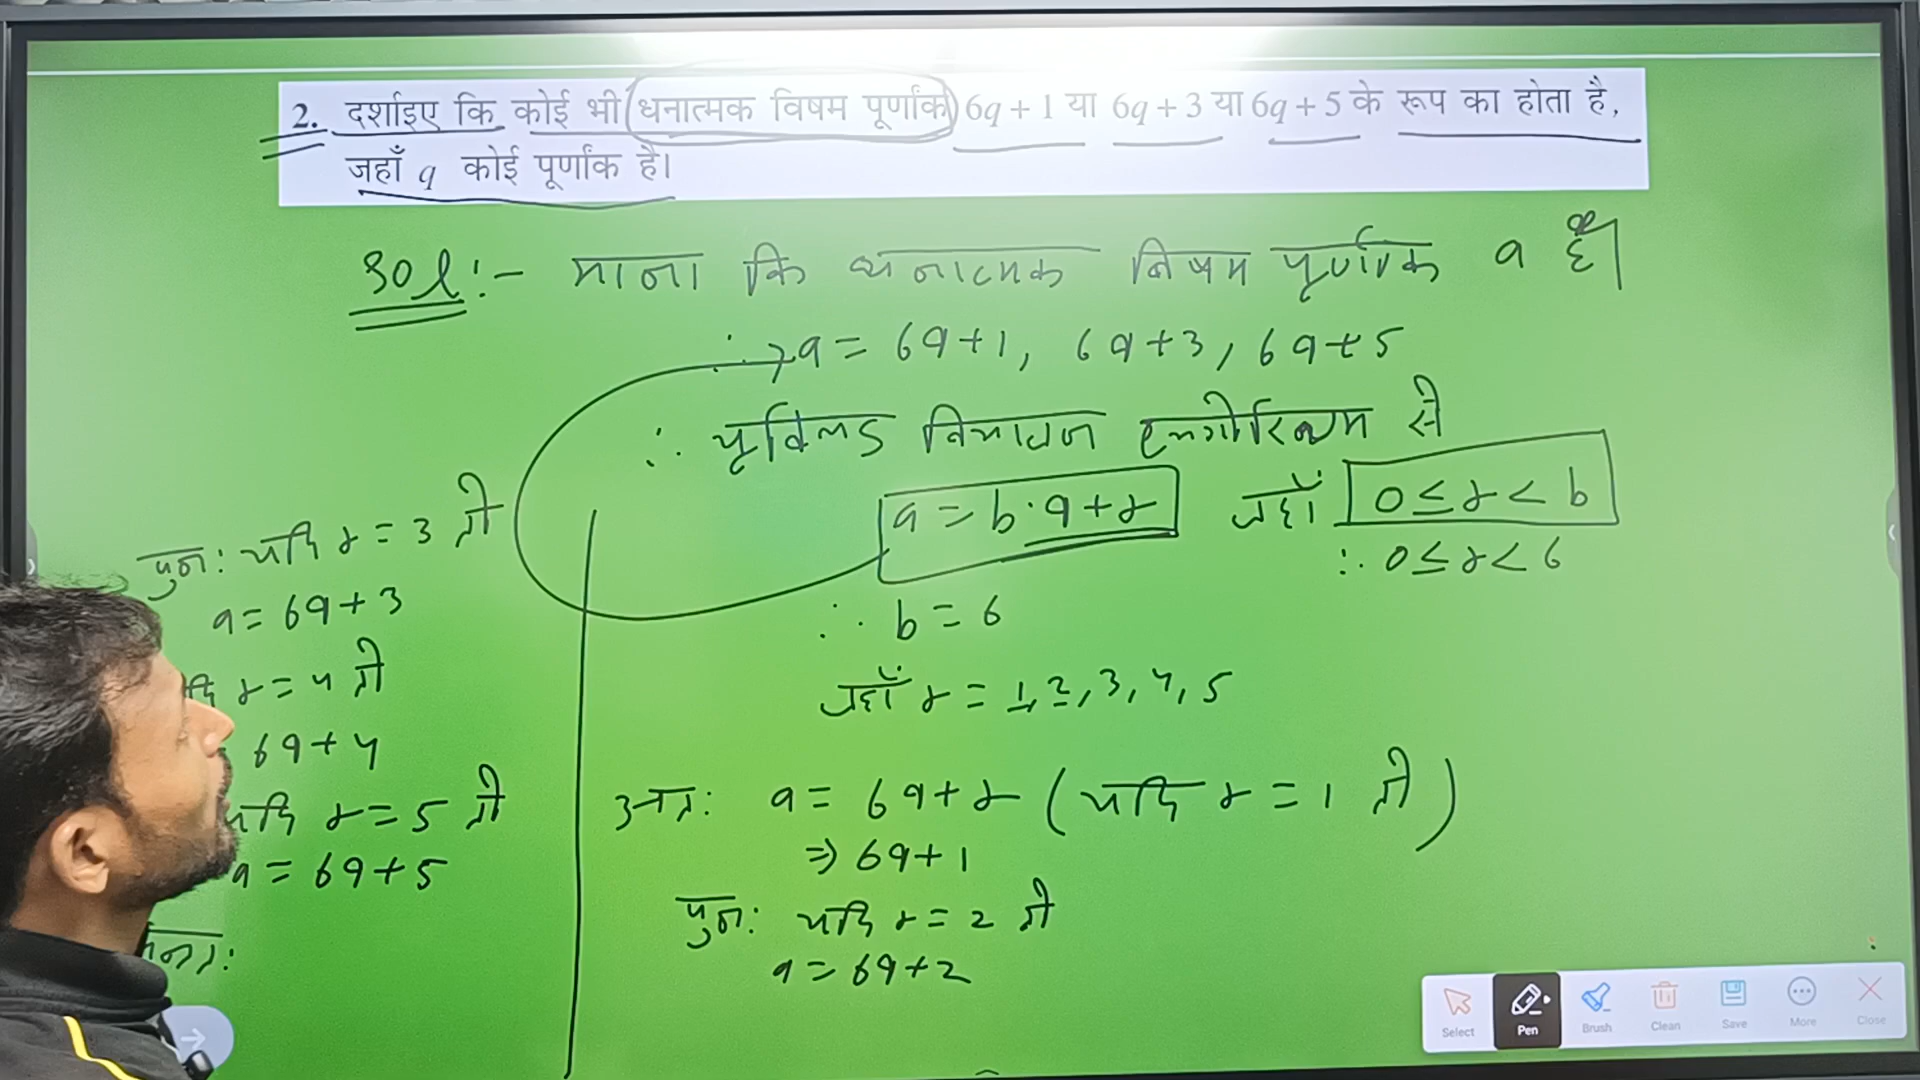 2. दर्शाइए कि कोई भी धनात्मक विषम पूर्णांक 6q + 1 या 6q + 3 या 6q + 5 के रूप का होता है,
जहाँ q कोई पूर्णांक है।
Sol:- माना कि धनात्मक विषम पूर्णांक a है।
∴ a = 6q+1, 6q+3, 6q+5
∴ यूक्लिड विभाजन एल्गोरिथ्म से
a = b·q+r जहाँ 0≤r<b
∴ 0≤r<6
∴ b = 6
जहाँ r = 1,2,3,4,5
अतः a = 6q+r (यदि r=1 तो)
⇒ 6q+1
पुनः यदि r=2 तो
a = 6q+2
पुनः यदि r=3 तो
a = 6q+3
r=4 तो
6q+4
यदि r=5 तो
a = 6q+5
Select Pen Brush Clean Save More Close